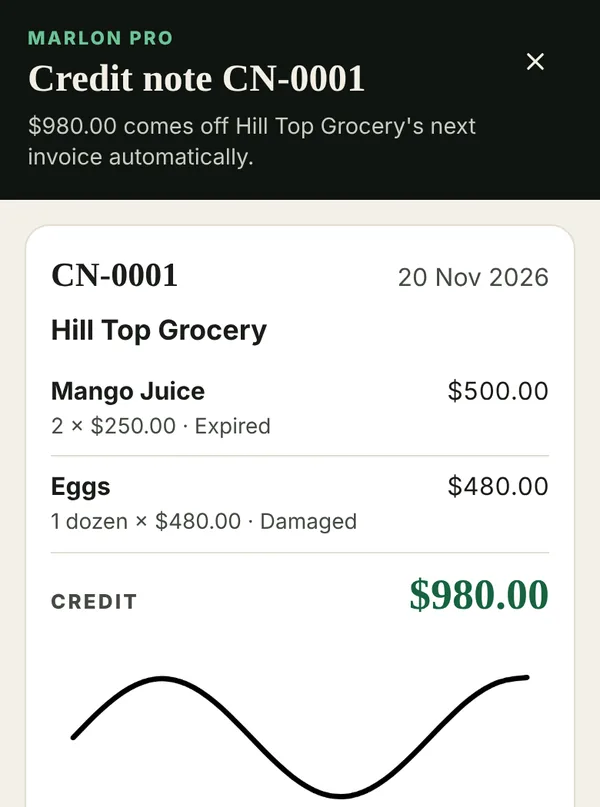 MARLON PRO
Credit note CN-0001
$980.00 comes off Hill Top Grocery's next
invoice automatically.
CN-0001
20 Nov 2026
Hill Top Grocery
Mango Juice
$500.00
2 × $250.00 · Expired
Eggs
$480.00
1 dozen × $480.00 · Damaged
CREDIT
$980.00